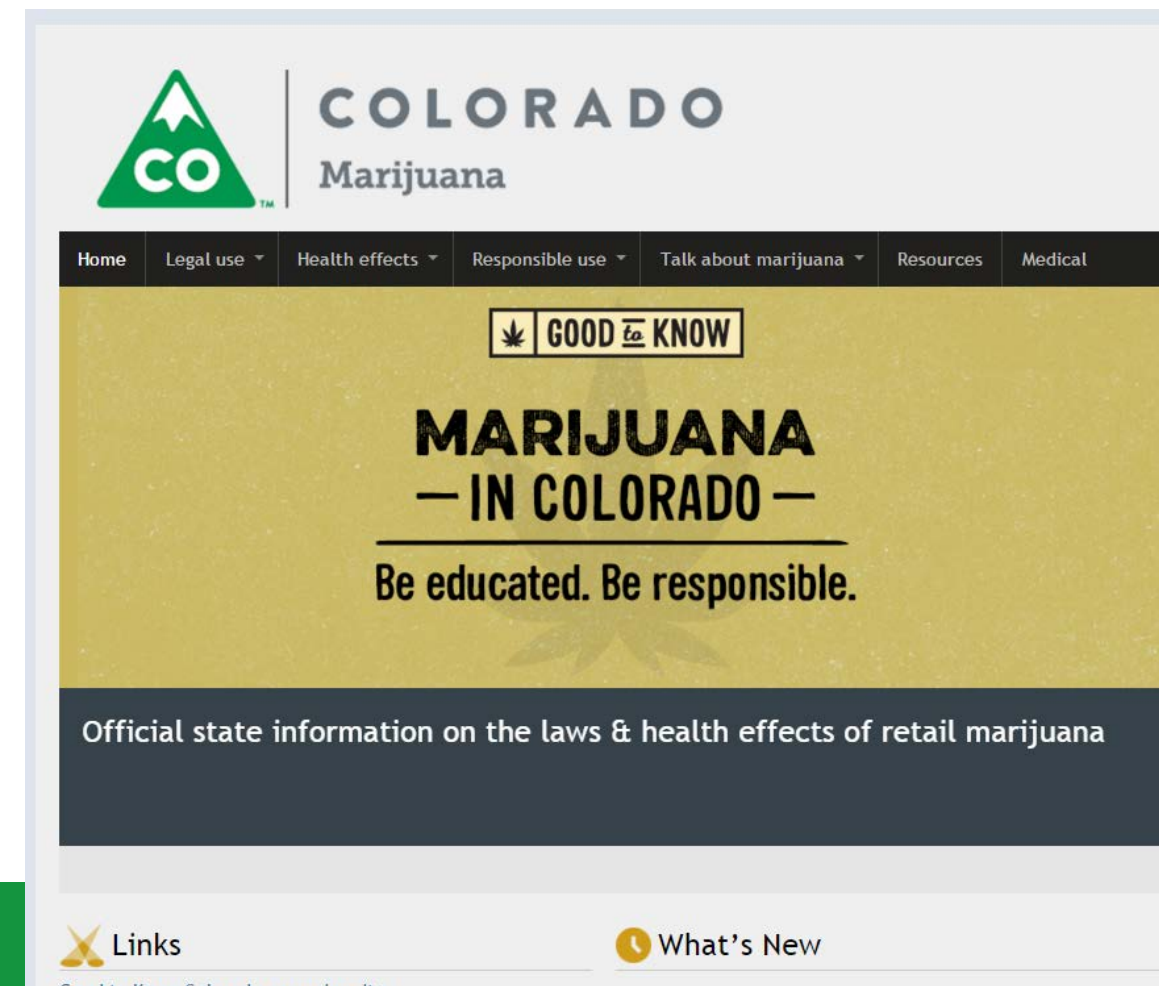 COLORADO
CO
TM
Marijuana
Home Legal use Health effects Responsible use Talk about marijuana Resources Medical
GOOD to KNOW
MARIJUANA
— IN COLORADO —
Be educated. Be responsible.
Official state information on the laws & health effects of retail marijuana
Links
What's New